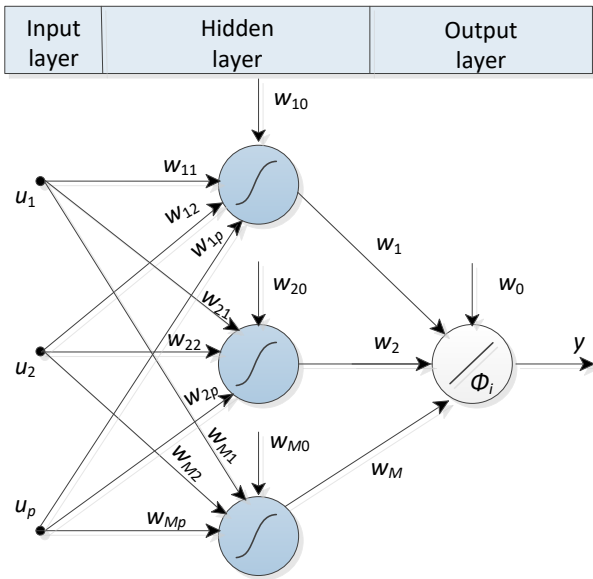 Input
layer
Hidden
layer
Output
layer
w10
w11
u1
w12
w1p
w1
w21
w20
w0
w22
u2
w2
y
w2p
Φi
wM1
wM2
wM0
wM
up
wMp